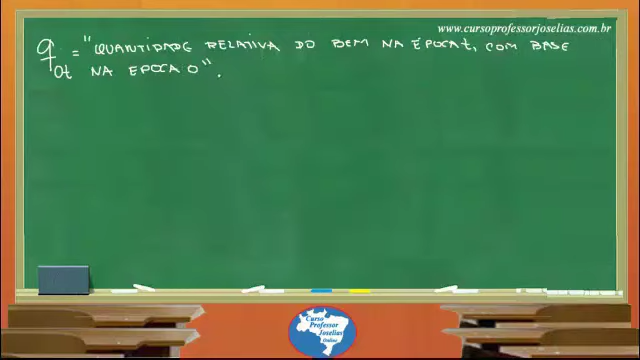 www.cursoprofessorjoselias.com.br
q0t = "QUANTIDADE RELATIVA DO BEM NA ÉPOCA t, COM BASE
NA EPOCA 0".
Curso
Professor
Joselias
Online